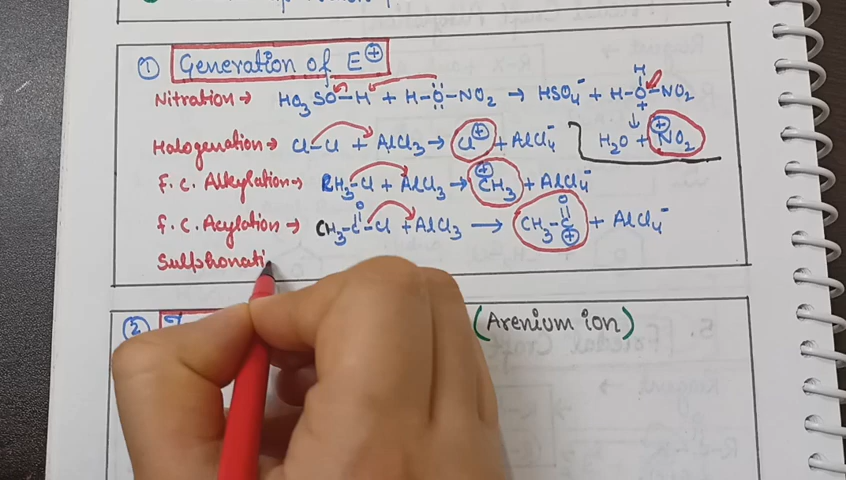 ① Generation of E⊕
H
|
Nitration → HO₃SO–H + H–Ö–NO₂ → HSO₄⁻ + H–O–NO₂
+
↓
H₂O + NO₂⊕
Halogenation → Cl–Cl + AlCl₃ → Cl⊕ + AlCl₄⁻
F.C. Alkylation → CH₃–Cl + AlCl₃ → ⊕CH₃ + AlCl₄⁻
O O
|| ||
F.C. Acylation → CH₃–C–Cl + AlCl₃ → CH₃–C⊕ + AlCl₄⁻
Sulphonati
②
(Arenium ion)